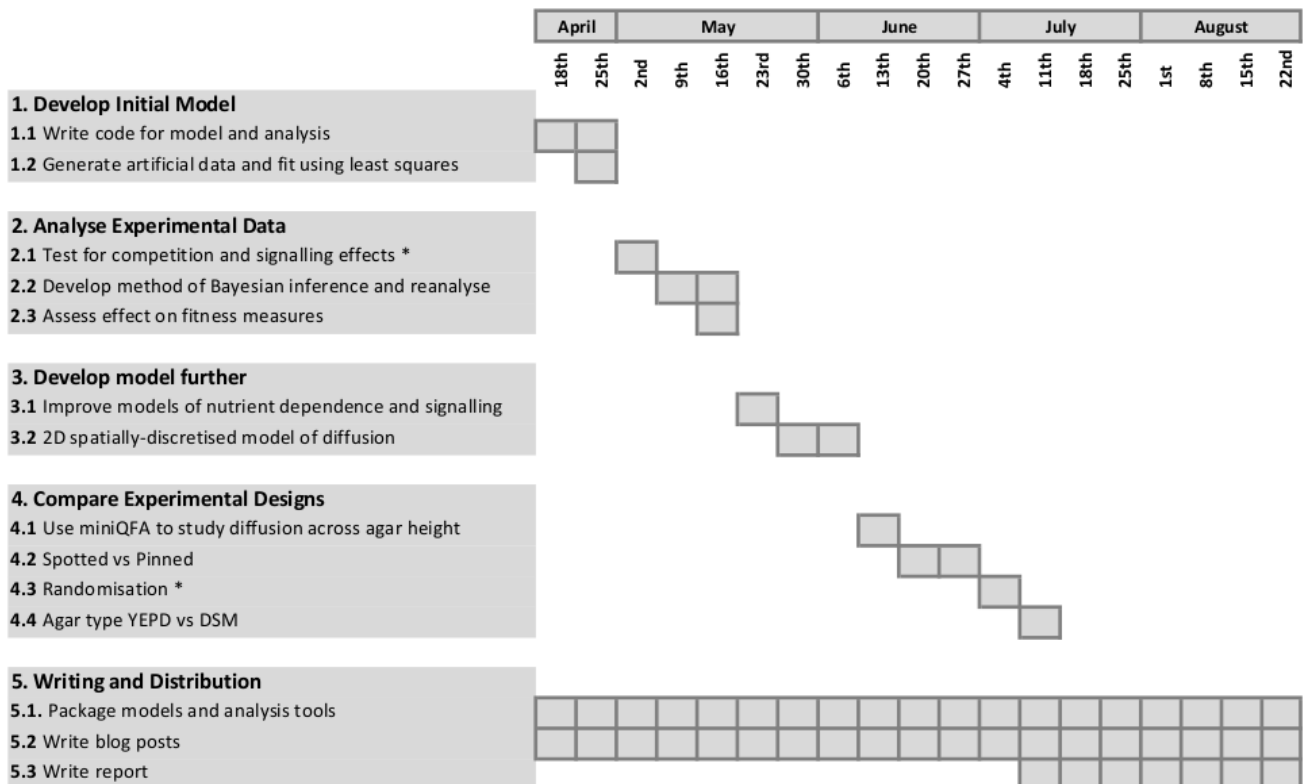 April May June July August
18th 25th 2nd 9th 16th 23rd 30th 6th 13th 20th 27th 4th 11th 18th 25th 1st 8th 15th 22nd
1. Develop Initial Model
1.1 Write code for model and analysis
1.2 Generate artificial data and fit using least squares
2. Analyse Experimental Data
2.1 Test for competition and signalling effects *
2.2 Develop method of Bayesian inference and reanalyse
2.3 Assess effect on fitness measures
3. Develop model further
3.1 Improve models of nutrient dependence and signalling
3.2 2D spatially-discretised model of diffusion
4. Compare Experimental Designs
4.1 Use miniQFA to study diffusion across agar height
4.2 Spotted vs Pinned
4.3 Randomisation *
4.4 Agar type YEPD vs DSM
5. Writing and Distribution
5.1. Package models and analysis tools
5.2 Write blog posts
5.3 Write report